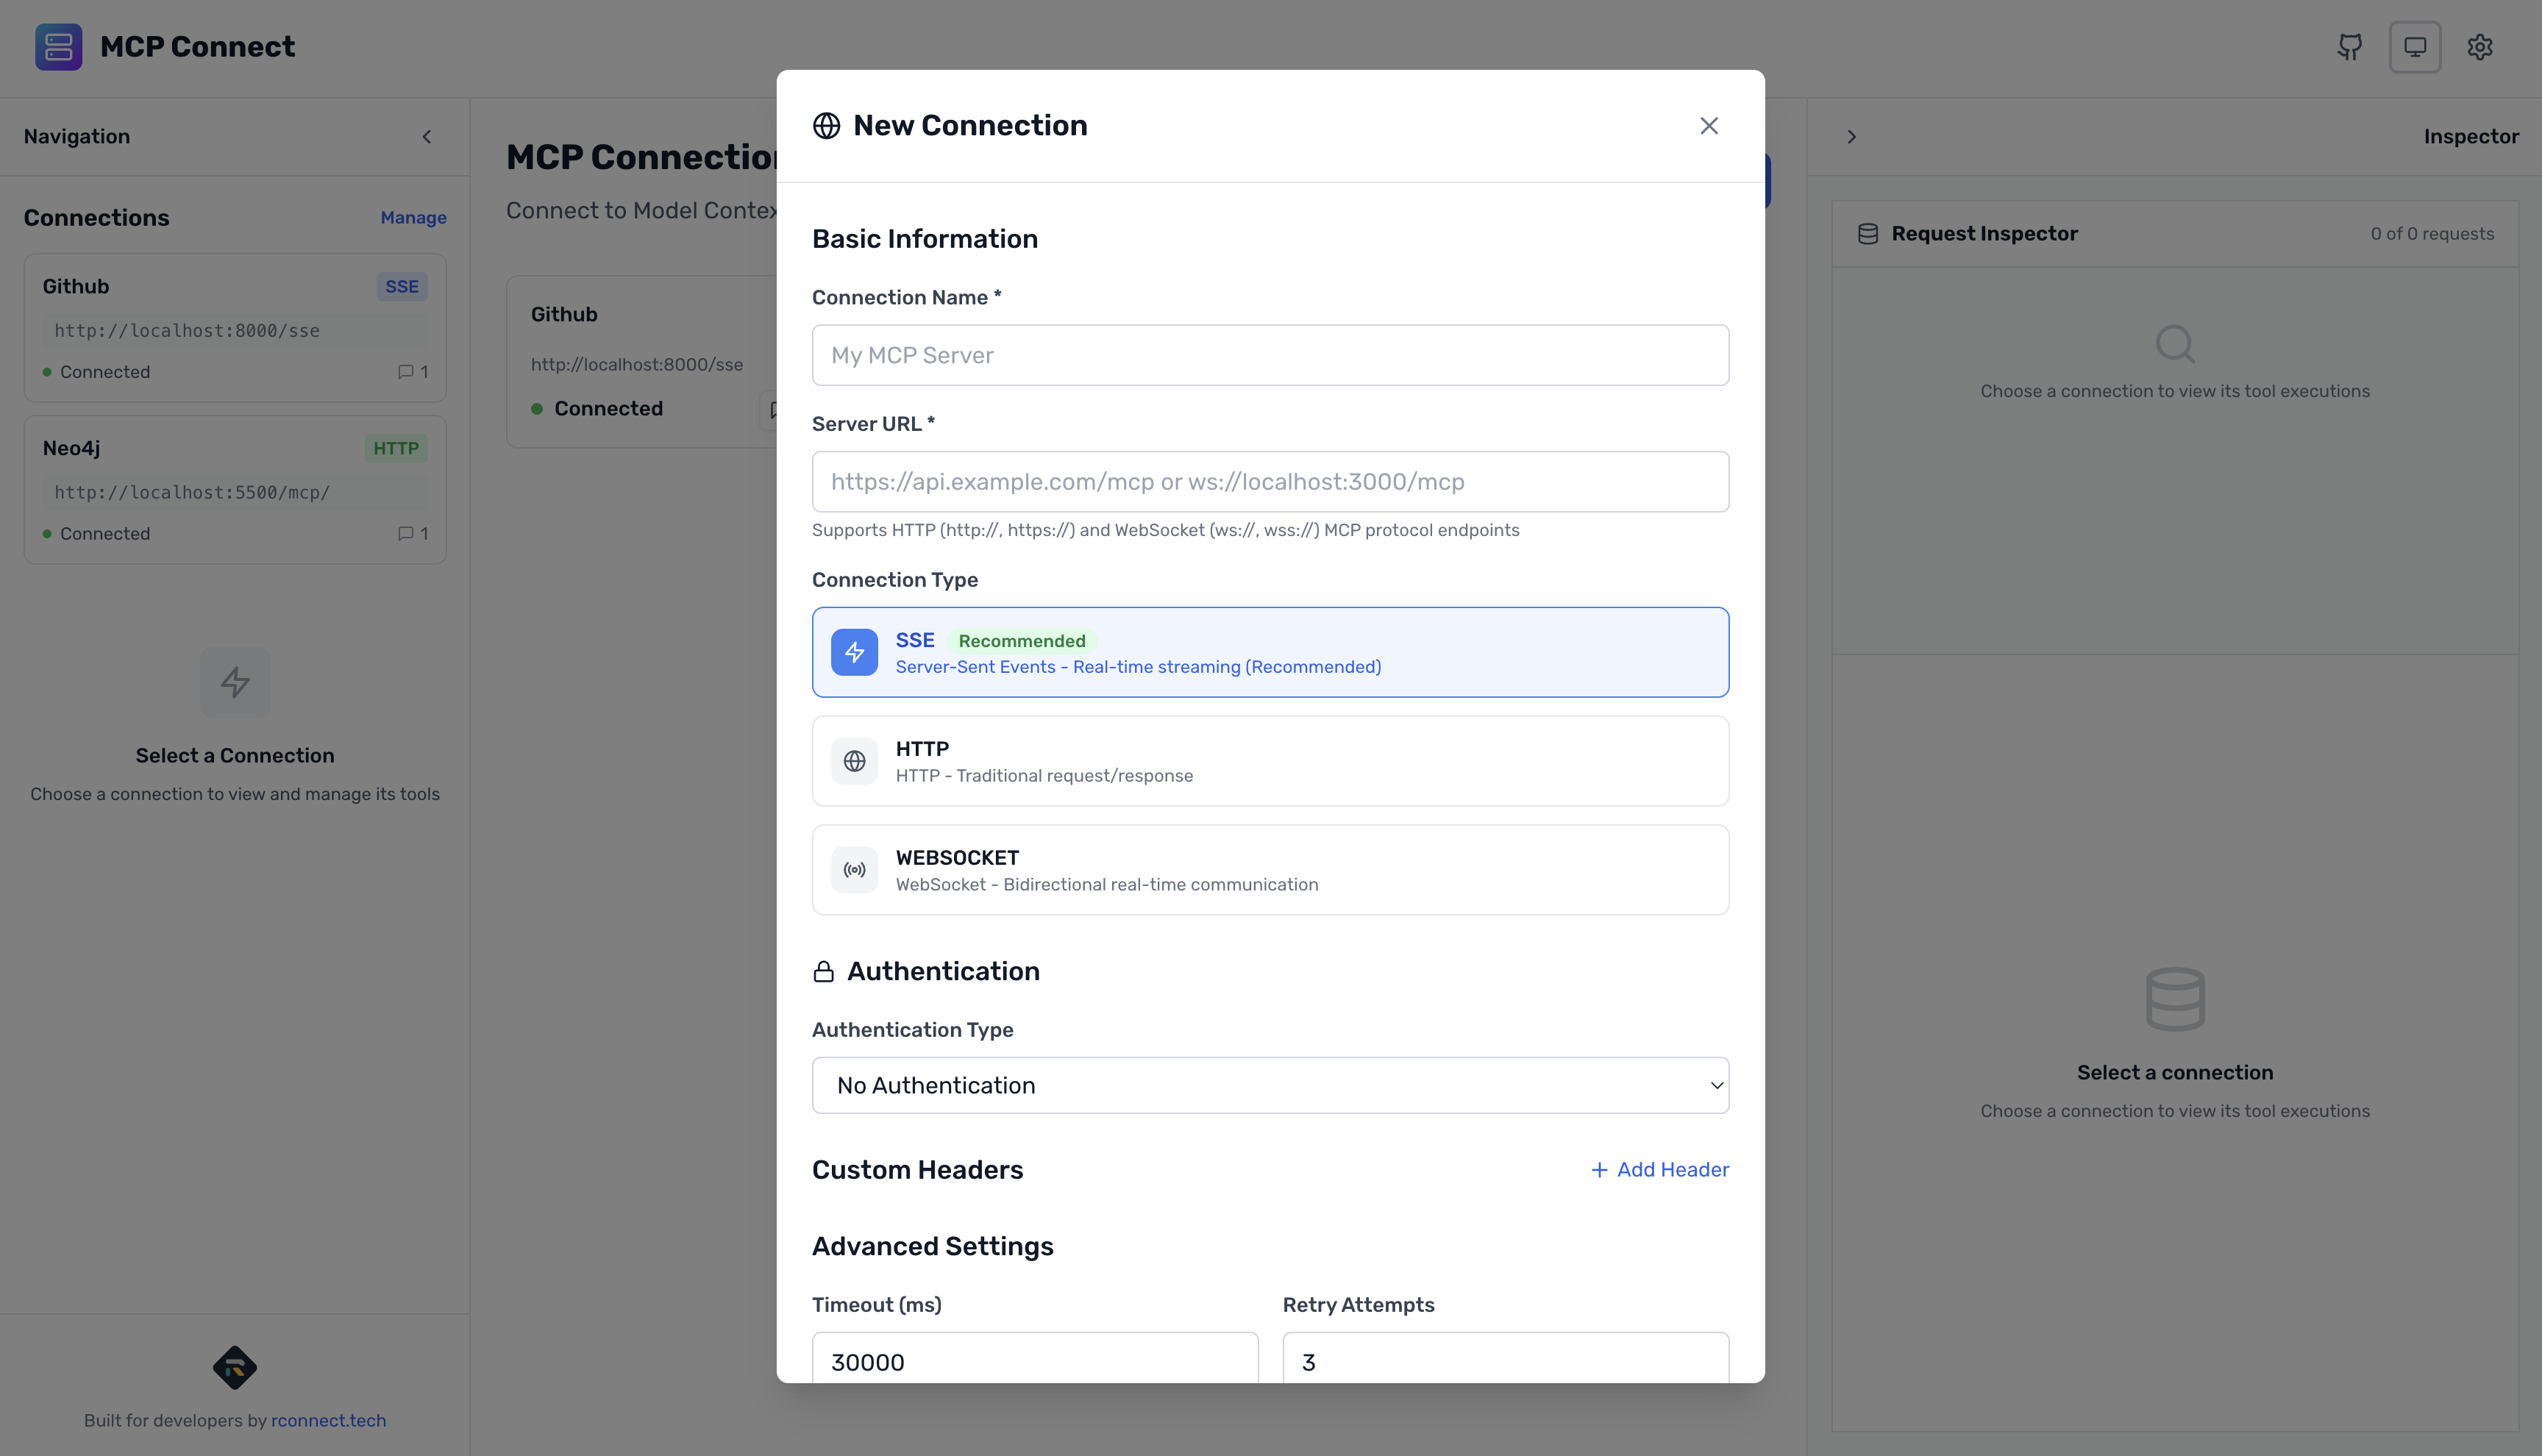 MCP Connect
Navigation
Connections
Manage
Github
SSE
http://localhost:8000/sse
Connected
1
Neo4j
HTTP
http://localhost:5500/mcp/
Connected
1
Select a Connection
Choose a connection to view and manage its tools
Built for developers by rconnect.tech
MCP Connection
Connect to Model Contex
Github
http://localhost:8000/sse
Connected
New Connection
Basic Information
Connection Name *
My MCP Server
Server URL *
https://api.example.com/mcp or ws://localhost:3000/mcp
Supports HTTP (http://, https://) and WebSocket (ws://, wss://) MCP protocol endpoints
Connection Type
SSE
Recommended
Server-Sent Events - Real-time streaming (Recommended)
HTTP
HTTP - Traditional request/response
WEBSOCKET
WebSocket - Bidirectional real-time communication
Authentication
Authentication Type
No Authentication
Custom Headers
+ Add Header
Advanced Settings
Timeout (ms)
Retry Attempts
30000
3
Inspector
Request Inspector
0 of 0 requests
Choose a connection to view its tool executions
Select a connection
Choose a connection to view its tool executions